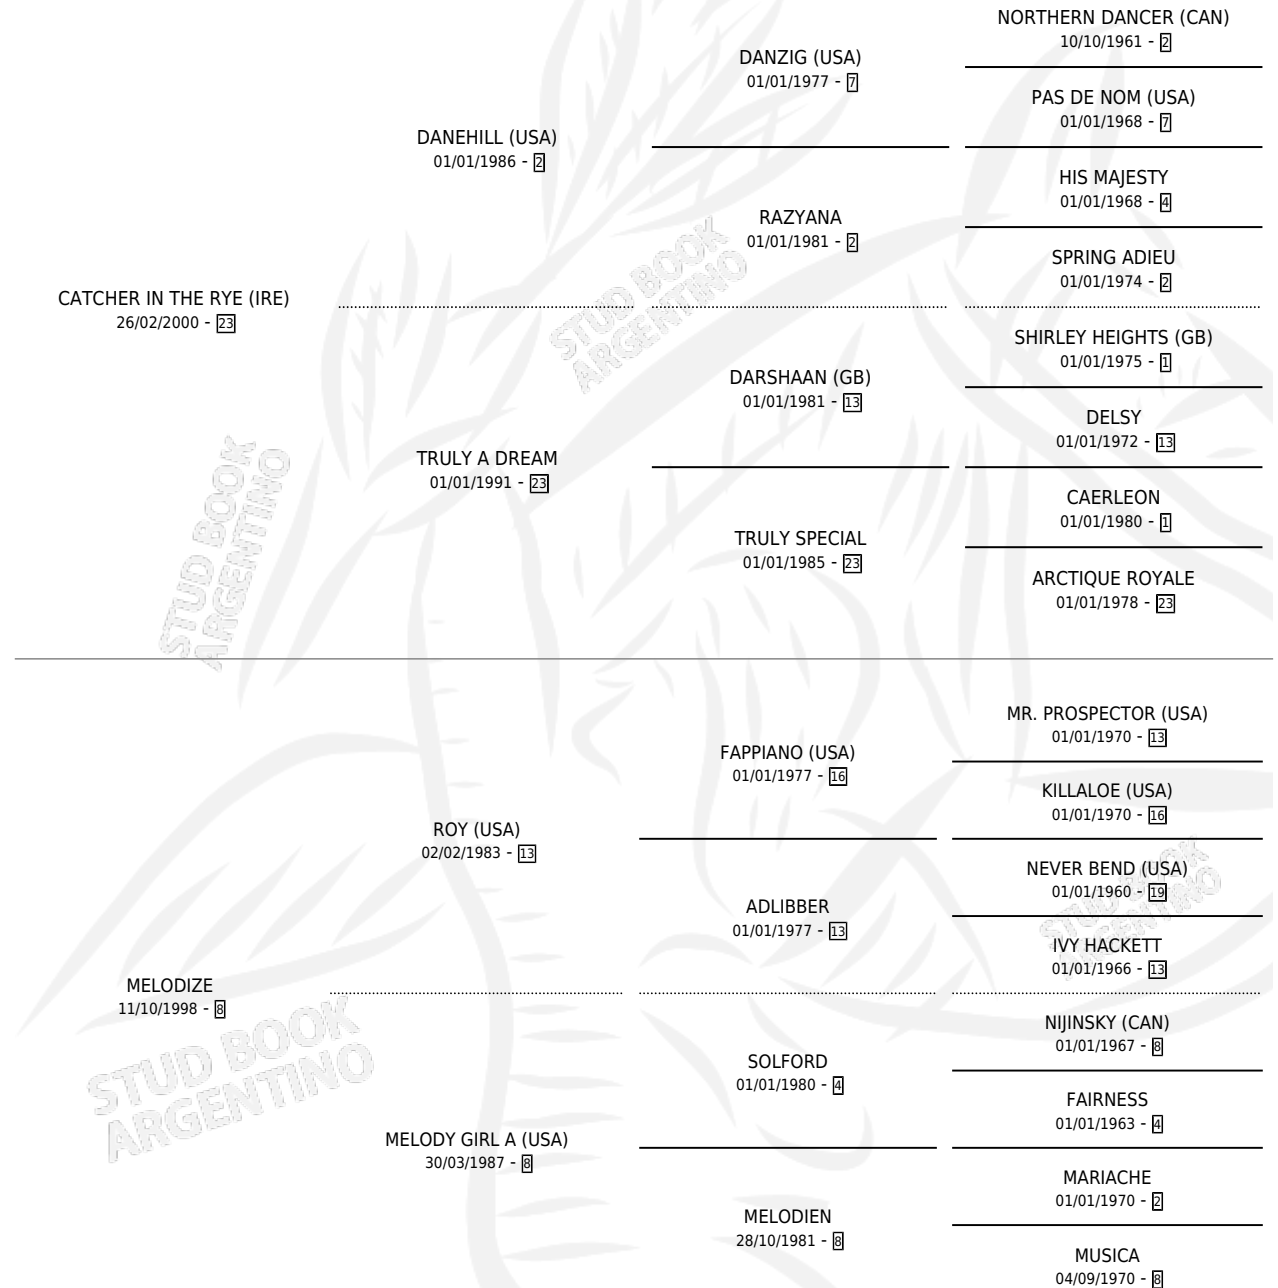 NORTHERN DANCER (CAN)
10/10/1961 - 2
DANZIG (USA)
01/01/1977 - 7
PAS DE NOM (USA)
01/01/1968 - 7
DANEHILL (USA)
01/01/1986 - 2
HIS MAJESTY
01/01/1968 - 4
RAZYANA
01/01/1981 - 2
SPRING ADIEU
01/01/1974 - 2
CATCHER IN THE RYE (IRE)
26/02/2000 - 23
STUD BOOK
ARGENTINO
SHIRLEY HEIGHTS (GB)
01/01/1975 - 1
DARSHAAN (GB)
01/01/1981 - 13
DELSY
01/01/1972 - 13
TRULY A DREAM
01/01/1991 - 23
CAERLEON
01/01/1980 - 1
TRULY SPECIAL
01/01/1985 - 23
ARCTIQUE ROYALE
01/01/1978 - 23
STUD BOOK
ARGENTINO
MR. PROSPECTOR (USA)
01/01/1970 - 13
FAPPIANO (USA)
01/01/1977 - 16
KILLALOE (USA)
01/01/1970 - 16
ROY (USA)
02/02/1983 - 13
NEVER BEND (USA)
01/01/1960 - 19
ADLIBBER
01/01/1977 - 13
IVY HACKETT
01/01/1966 - 13
STUD BOOK
ARGENTINO
MELODIZE
11/10/1998 - 8
NIJINSKY (CAN)
01/01/1967 - 8
SOLFORD
01/01/1980 - 4
FAIRNESS
01/01/1963 - 4
STUD BOOK
ARGENTINO
MELODY GIRL A (USA)
30/03/1987 - 8
MARIACHE
01/01/1970 - 2
MELODIEN
28/10/1981 - 8
MUSICA
04/09/1970 - 8